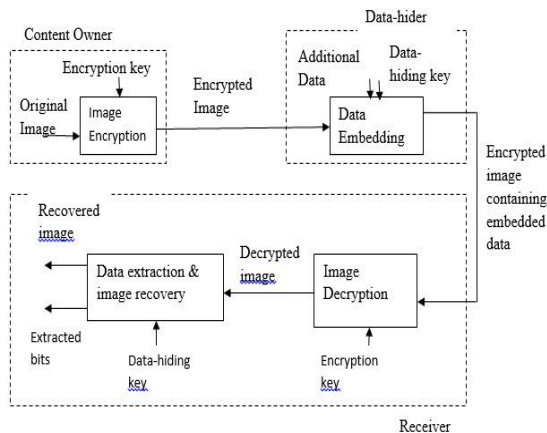 Data-hider
Content Owner
Encryption key
Original
Image
Image
Encryption
Encrypted
Image
Additional
Data
Data-
hiding key
Data
Embedding
Encrypted
image
containing
embedded
data
Recovered
image
Data extraction &
image recovery
Decrypted
image
Image
Decryption
Extracted
bits
Data-hiding
key
Encryption
key
Receiver